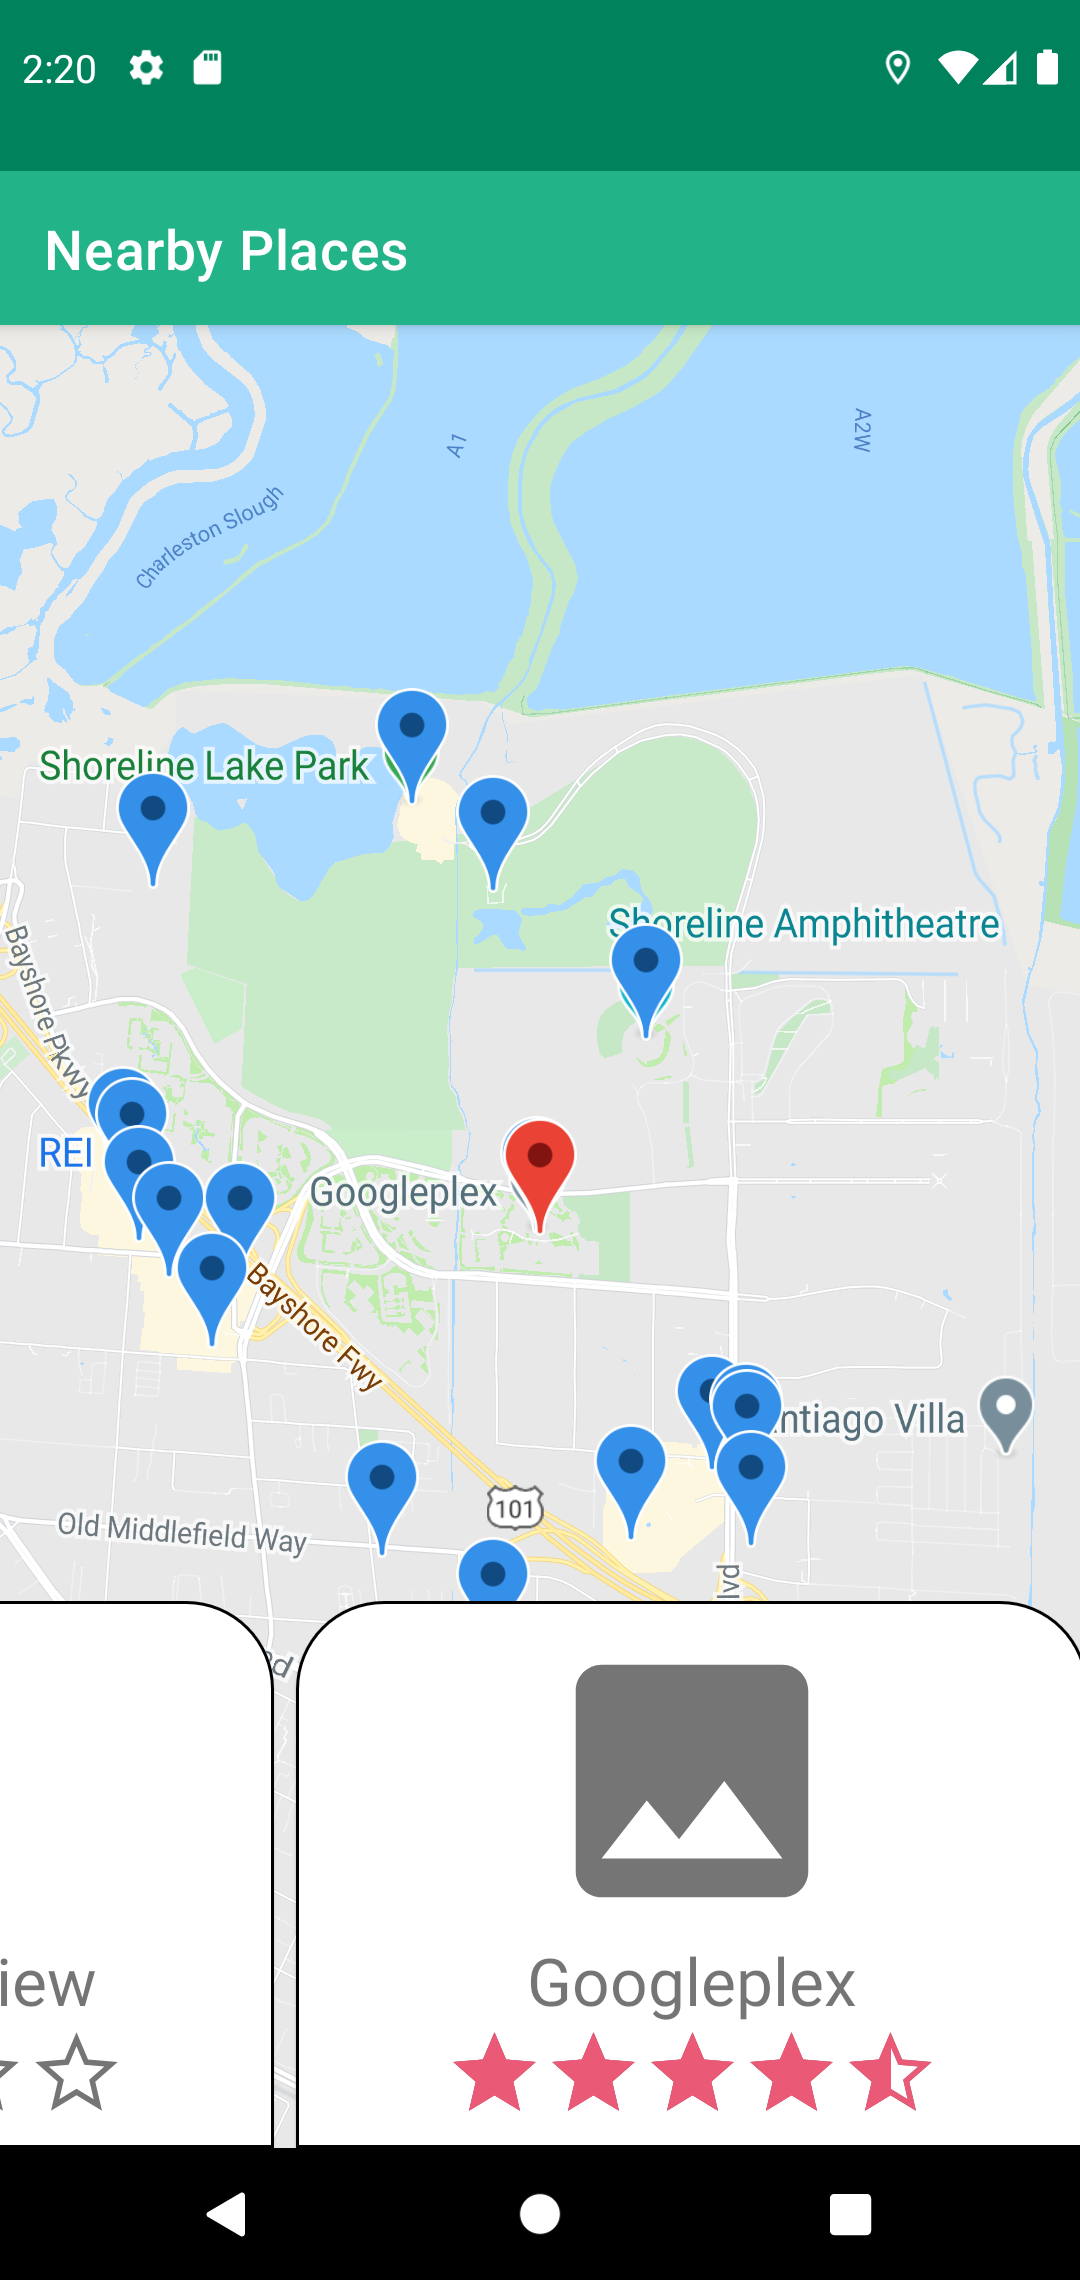 2:20
Nearby Places
A1
A2W
Charleston Slough
Shoreline Lake Park
Shoreline Amphitheatre
Bayshore Pkwy
REI
Googleplex
Bayshore Fwy
ntiago Villa
101
Old Middlefield Way
lvd
iew
Googleplex